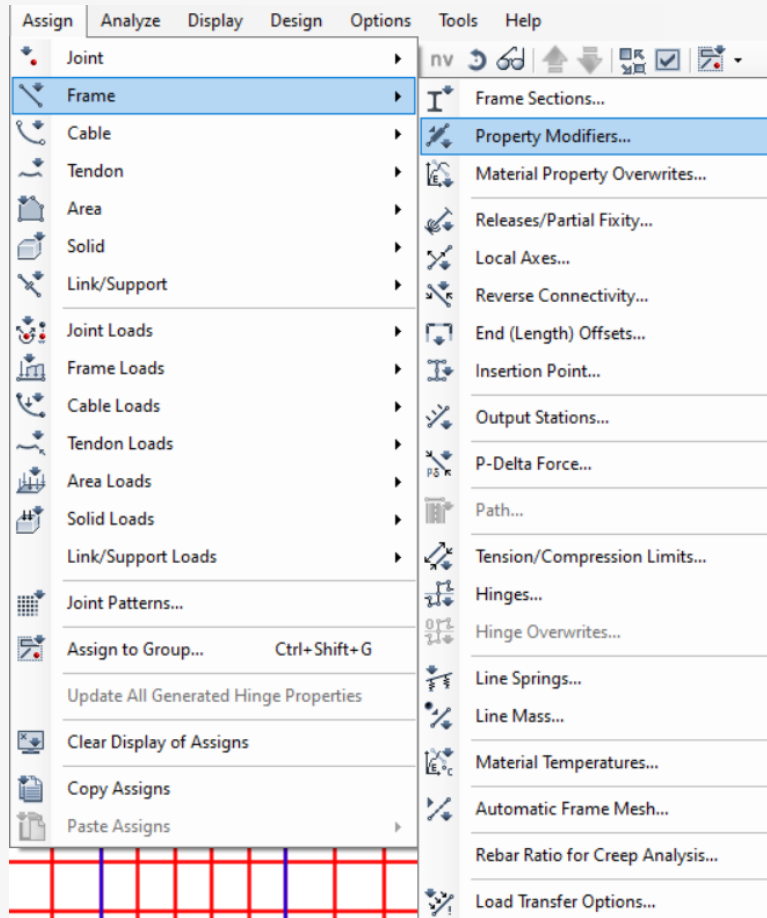 Assign Analyze Display Design Options Tools Help
nv
Joint
Frame
Cable
Tendon
Area
Solid
Link/Support
Joint Loads
Frame Loads
Cable Loads
Tendon Loads
Area Loads
Solid Loads
Link/Support Loads
Joint Patterns...
Assign to Group... Ctrl+Shift+G
Update All Generated Hinge Properties
Clear Display of Assigns
Copy Assigns
Paste Assigns
Frame Sections...
Property Modifiers...
Material Property Overwrites...
Releases/Partial Fixity...
Local Axes...
Reverse Connectivity...
End (Length) Offsets...
Insertion Point...
Output Stations...
P-Delta Force...
Path...
Tension/Compression Limits...
Hinges...
Hinge Overwrites...
Line Springs...
Line Mass...
Material Temperatures...
Automatic Frame Mesh...
Rebar Ratio for Creep Analysis...
Load Transfer Options...